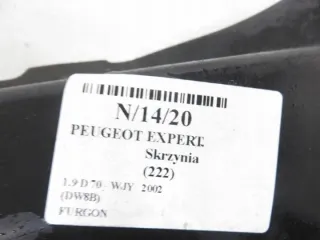 N/14/20
PEUGEOT EXPERT.
Skrzynia
(222)
1.9 D 70 WJY 2002
(DW8B)
FURGON